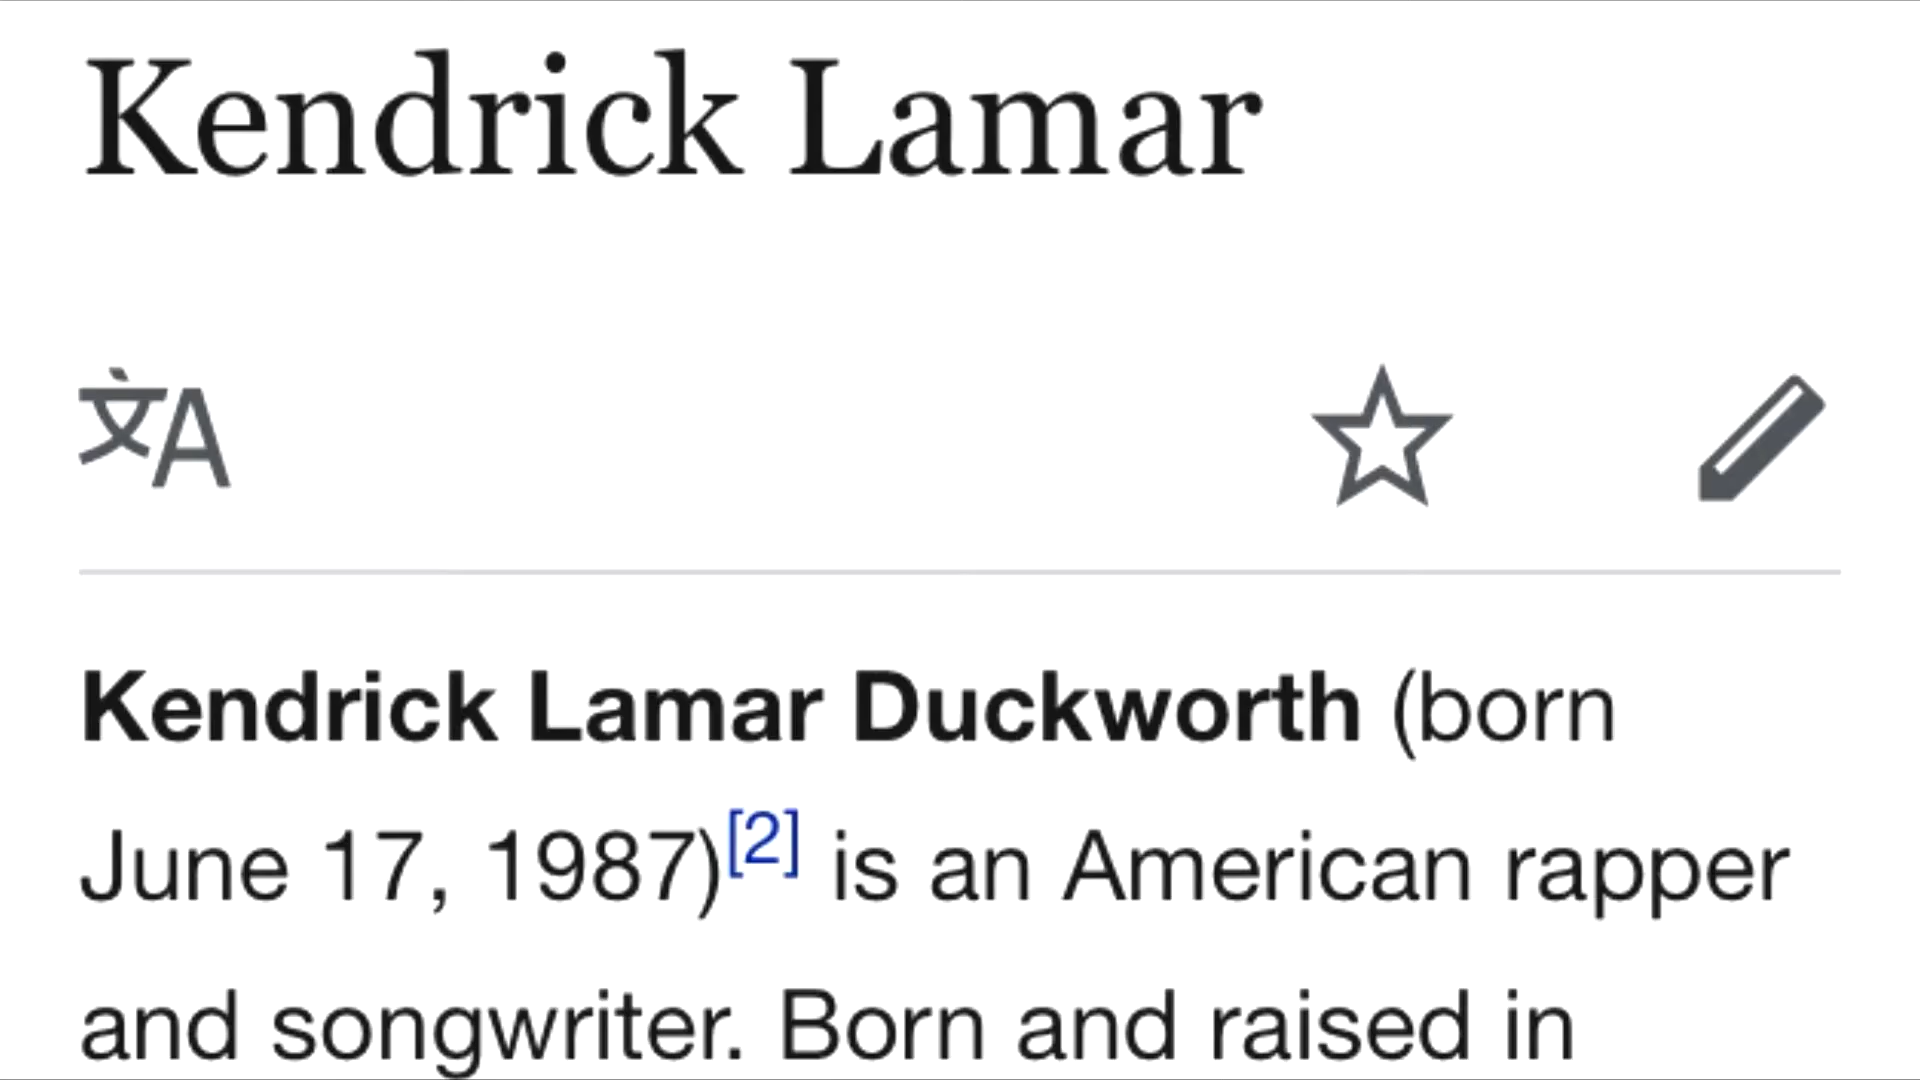 Kendrick Lamar
文A
Kendrick Lamar Duckworth (born
June 17, 1987)[2] is an American rapper
and songwriter. Born and raised in